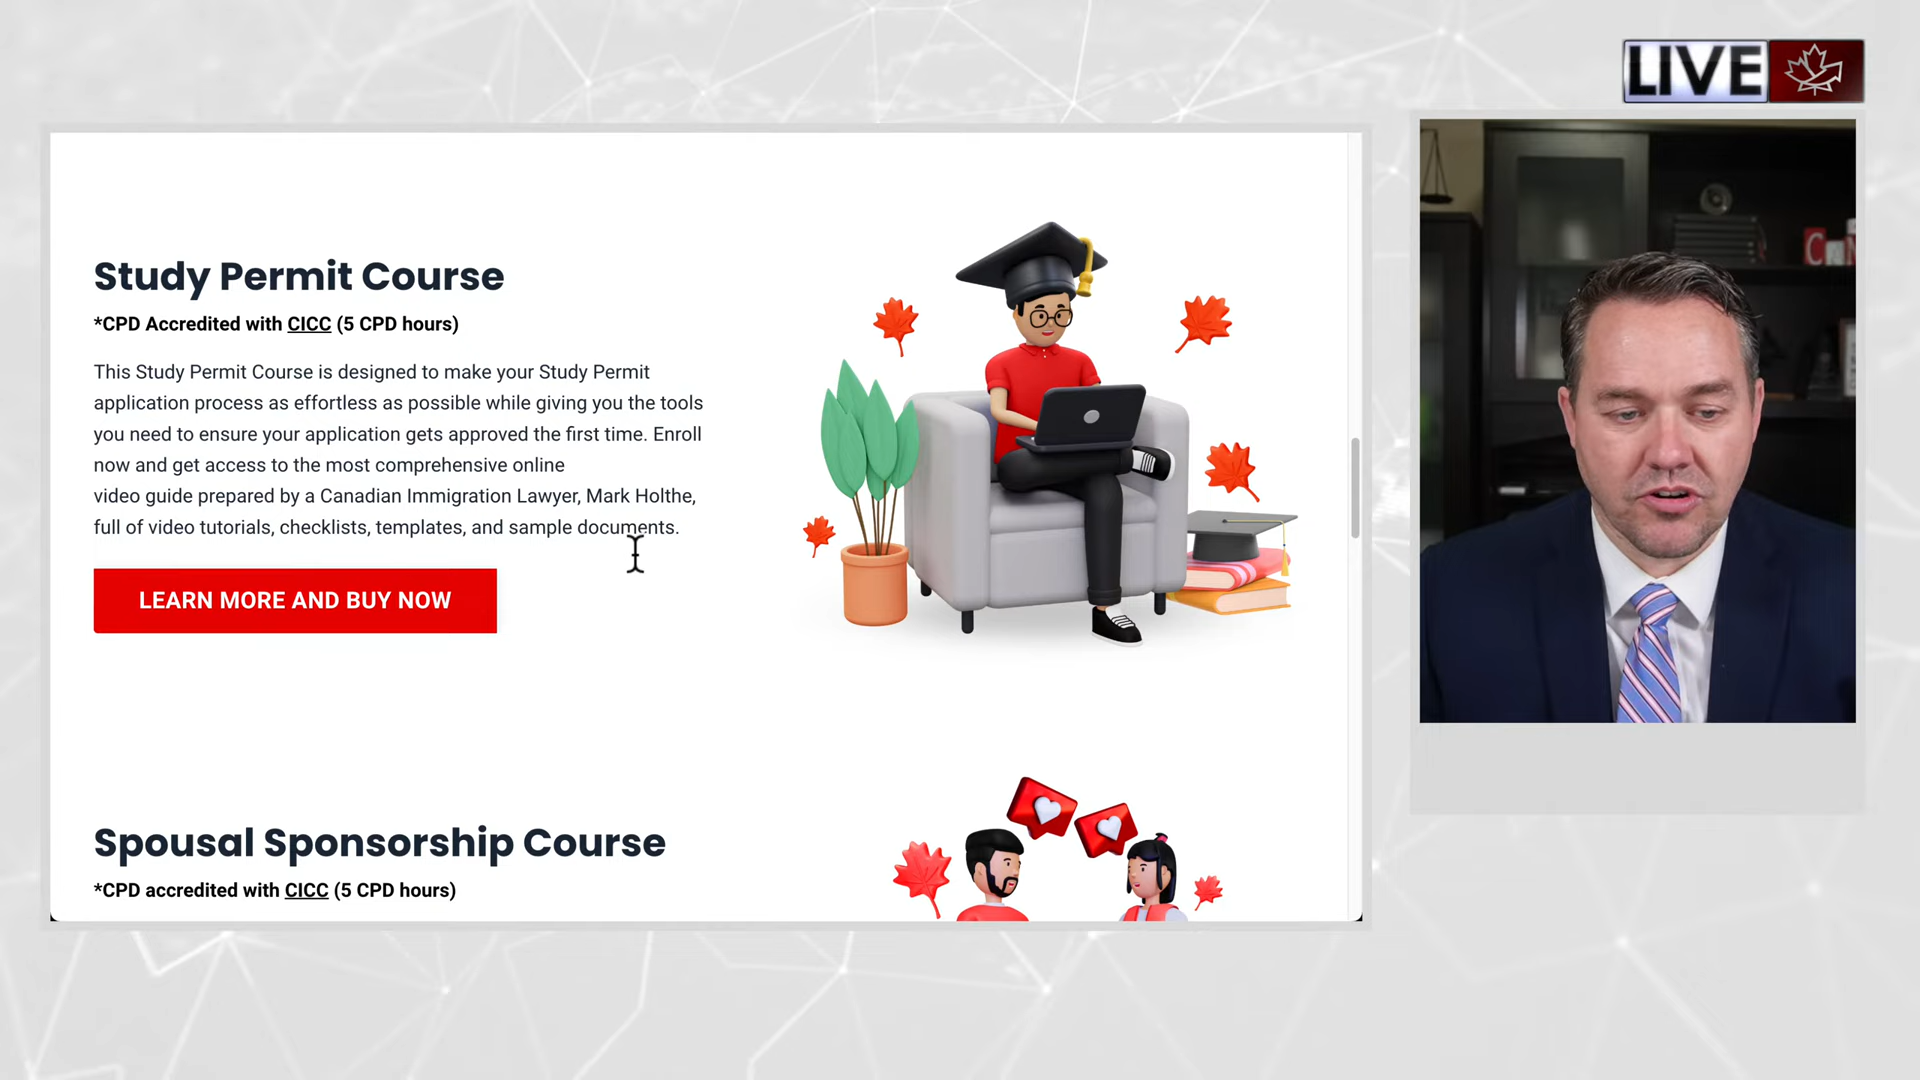 LIVE
Study Permit Course
*CPD Accredited with CICC (5 CPD hours)
This Study Permit Course is designed to make your Study Permit
application process as effortless as possible while giving you the tools
you need to ensure your application gets approved the first time. Enroll
now and get access to the most comprehensive online
video guide prepared by a Canadian Immigration Lawyer, Mark Holthe,
full of video tutorials, checklists, templates, and sample documents.
LEARN MORE AND BUY NOW
Spousal Sponsorship Course
*CPD accredited with CICC (5 CPD hours)